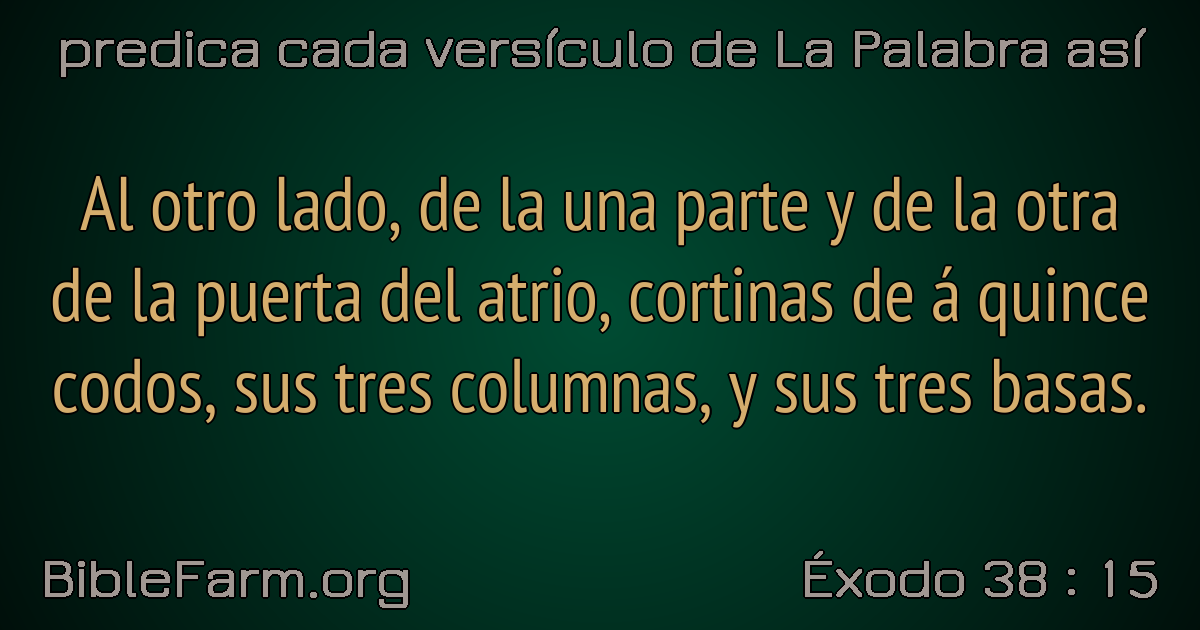 predica cada versículo de La Palabra así
Al otro lado, de la una parte y de la otra
de la puerta del atrio, cortinas de á quince
codos, sus tres columnas, y sus tres basas.
BibleFarm.org
Éxodo 38 : 15